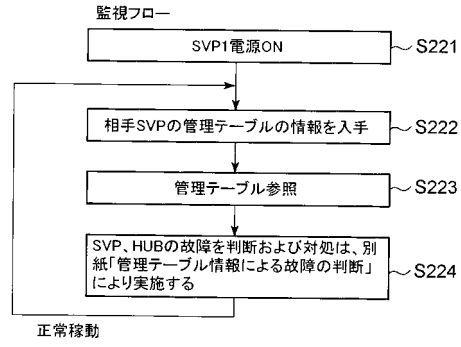 監視フロー
SVP1電源ON
S221
相手SVPの管理テーブルの情報を入手
S222
管理テーブル参照
S223
SVP、HUBの故障を判断および対処は、別
紙「管理テーブル情報による故障の判断」
により実施する
S224
正常稼動